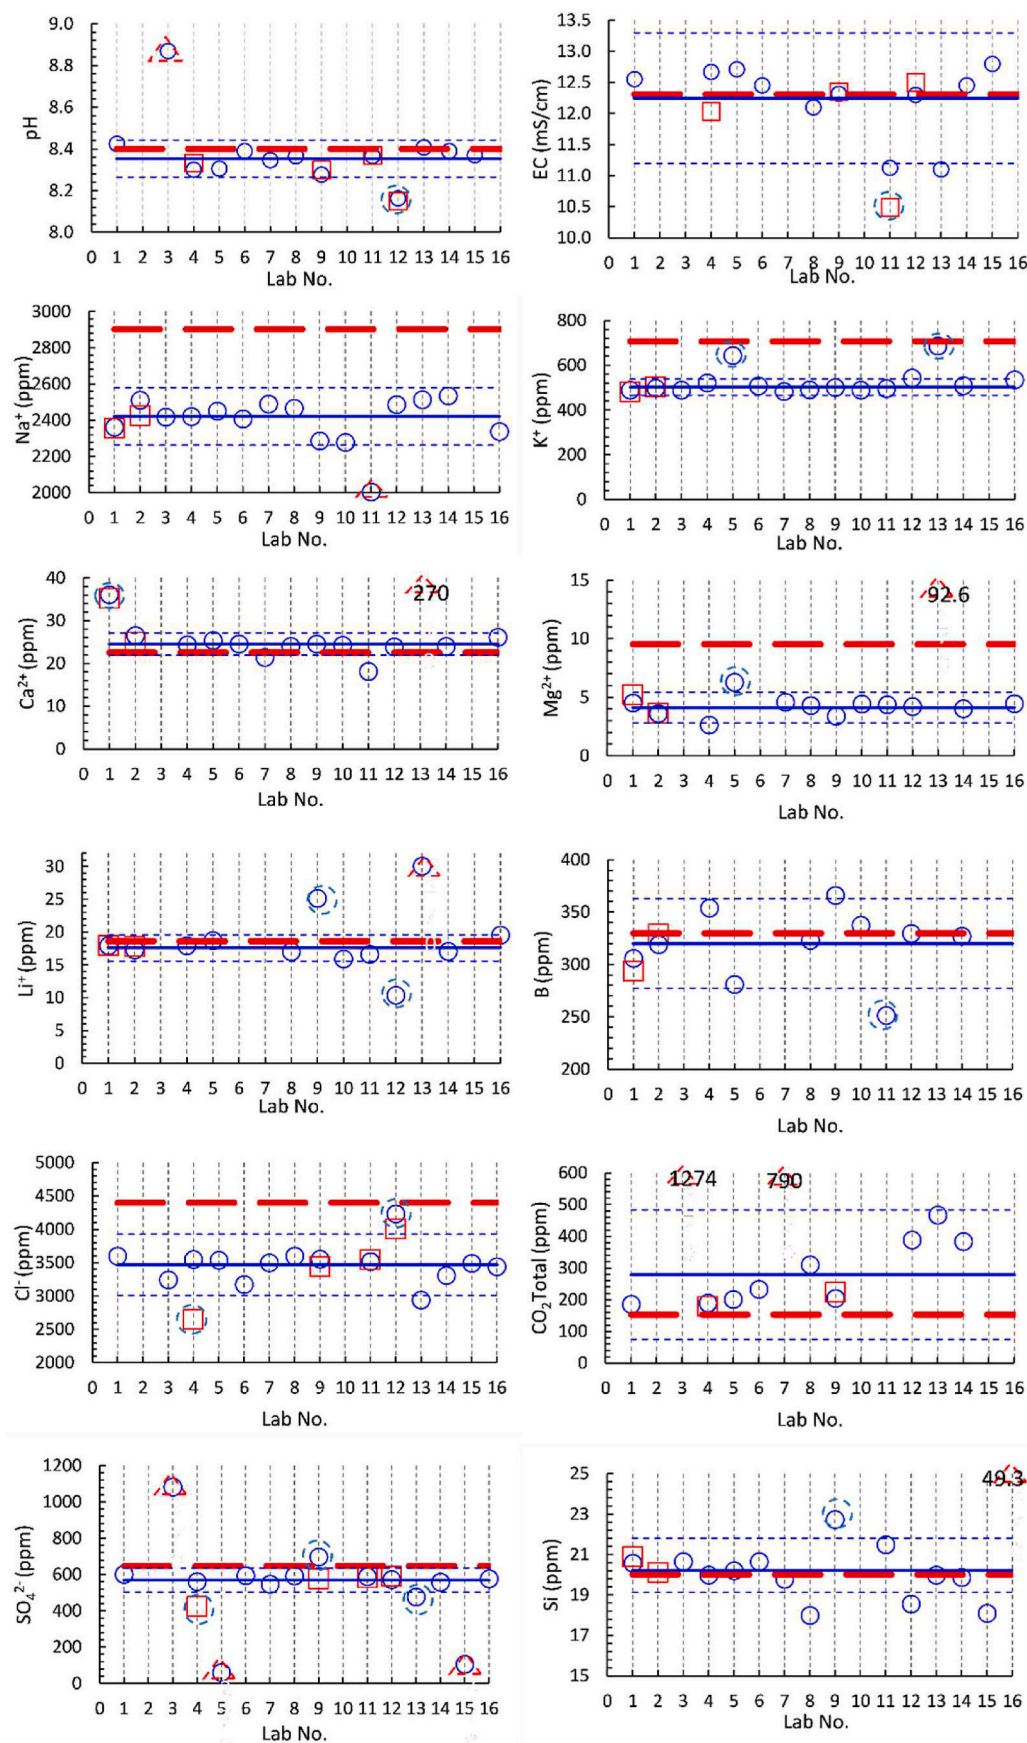 pH
9.0
8.8
8.6
8.4
8.2
8.0
0 1 2 3 4 5 6 7 8 9 10 11 12 13 14 15 16
Lab No.
EC (mS/cm)
13.5
13.0
12.5
12.0
11.5
11.0
10.5
10.0
0 1 2 3 4 5 6 7 8 9 10 11 12 13 14 15 16
Lab No.
Na⁺ (ppm)
3000
2800
2600
2400
2200
2000
0 1 2 3 4 5 6 7 8 9 10 11 12 13 14 15 16
Lab No.
K⁺ (ppm)
800
600
400
200
0
0 1 2 3 4 5 6 7 8 9 10 11 12 13 14 15 16
Lab No.
Ca²⁺ (ppm)
40
30
20
10
0
270
0 1 2 3 4 5 6 7 8 9 10 11 12 13 14 15 16
Lab No.
Mg²⁺ (ppm)
15
10
5
0
92.6
0 1 2 3 4 5 6 7 8 9 10 11 12 13 14 15 16
Lab No.
Li⁺ (ppm)
30
25
20
15
10
5
0
0 1 2 3 4 5 6 7 8 9 10 11 12 13 14 15 16
Lab No.
B (ppm)
400
350
300
250
200
0 1 2 3 4 5 6 7 8 9 10 11 12 13 14 15 16
Lab No.
Cl⁻ (ppm)
5000
4500
4000
3500
3000
2500
2000
0 1 2 3 4 5 6 7 8 9 10 11 12 13 14 15 16
Lab No.
CO₂Total (ppm)
600
500
400
300
200
100
0
1274
790
0 1 2 3 4 5 6 7 8 9 10 11 12 13 14 15 16
Lab No.
SO₄²⁻ (ppm)
1200
1000
800
600
400
200
0
0 1 2 3 4 5 6 7 8 9 10 11 12 13 14 15 16
Lab No.
Si (ppm)
25
23
21
19
17
15
49.3
0 1 2 3 4 5 6 7 8 9 10 11 12 13 14 15 16
Lab No.